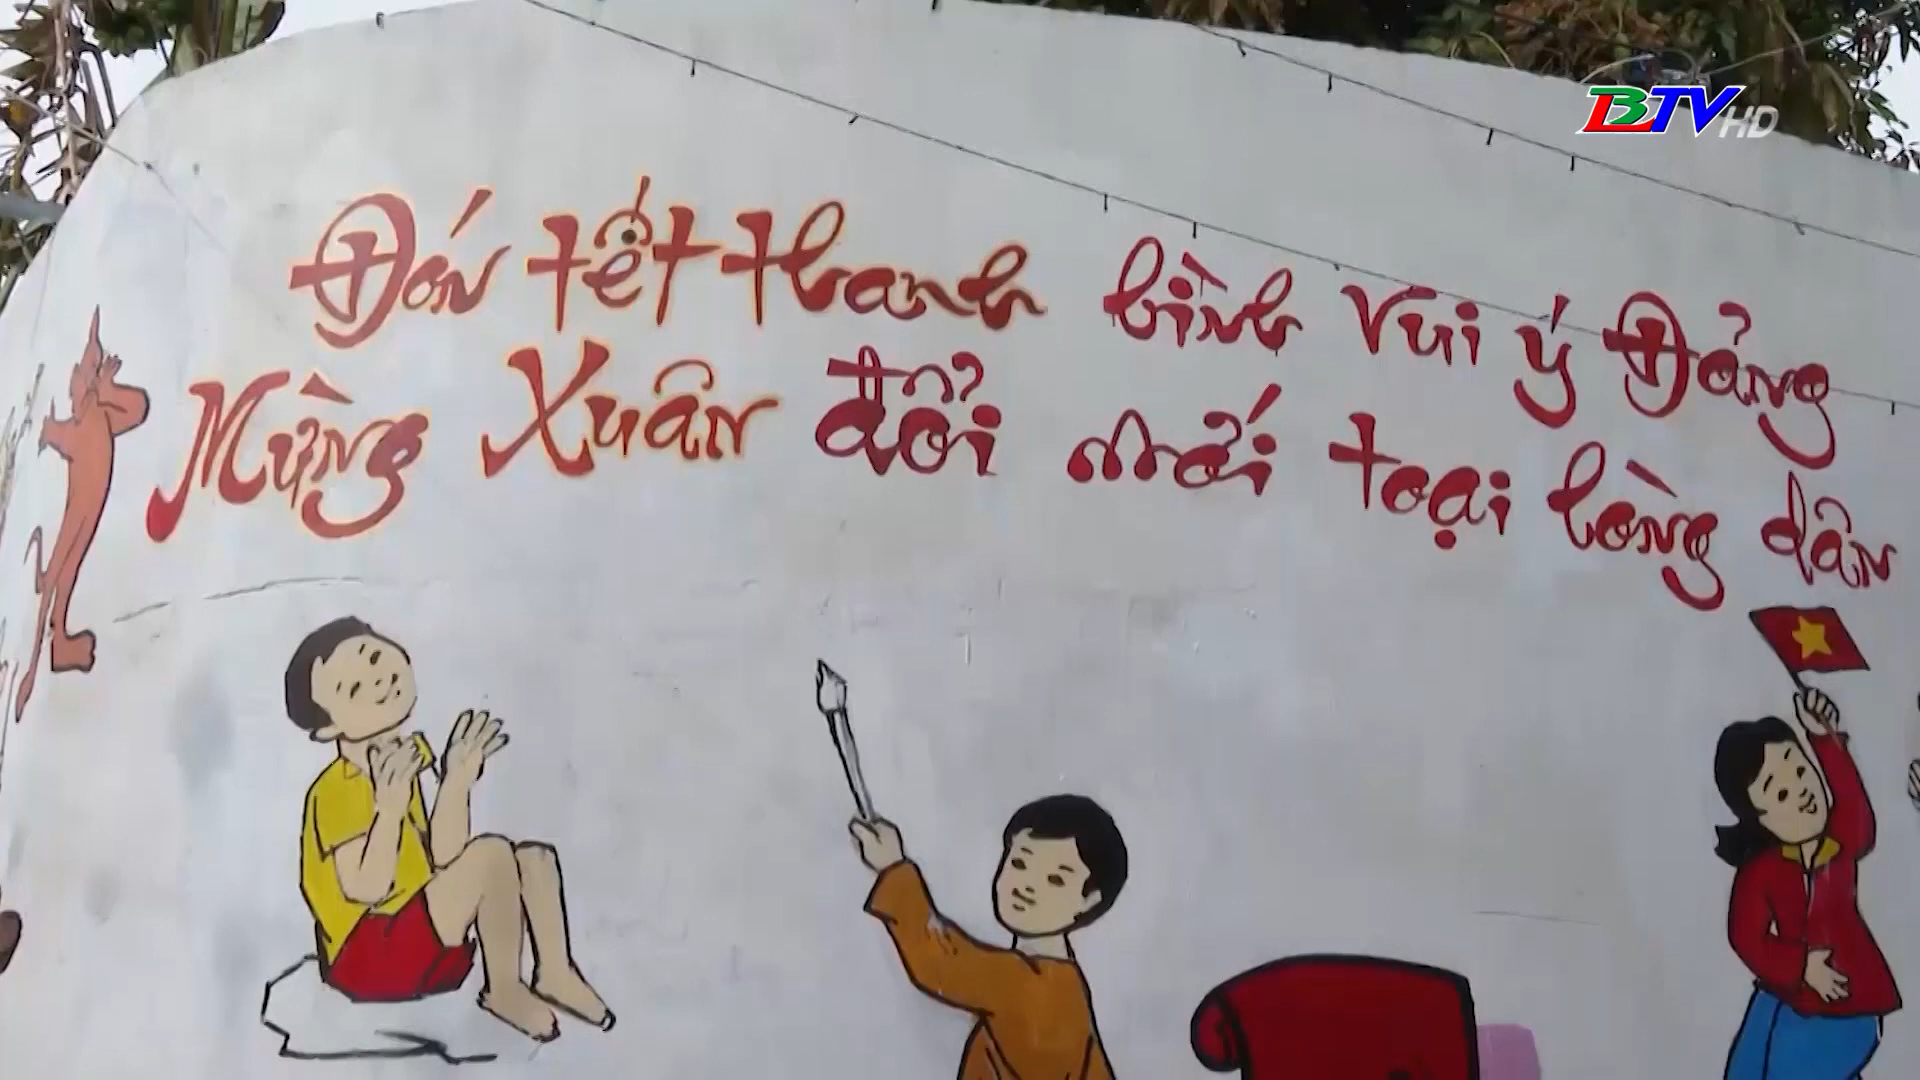 BTV HD
Đón tết thanh bình vui ý Đảng
Mừng Xuân đổi mới toại lòng dân